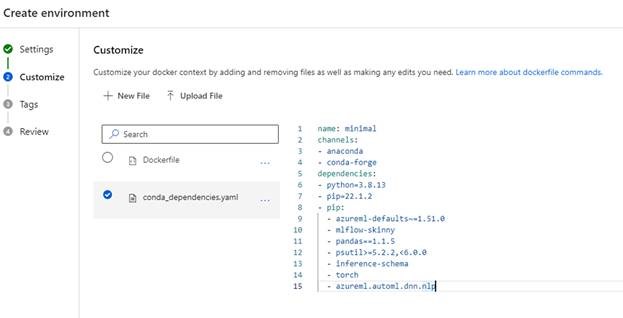 Create environment
Settings
2 Customize
3 Tags
4 Review
Customize
Customize your docker context by adding and removing files as well as making any edits you need. Learn more about dockerfile commands.
+ New File Upload File
Search
Dockerfile ...
conda_dependencies.yaml ...
1 name: minimal
2 channels:
3 - anaconda
4 - conda-forge
5 dependencies:
6 - python=3.8.13
7 - pip=22.1.2
8 - pip:
9 - azureml-defaults~=1.51.0
10 - mlflow-skinny
11 - pandas==1.1.5
12 - psutil>=5.2.2,<6.0.0
13 - inference-schema
14 - torch
15 - azureml.automl.dnn.nlp